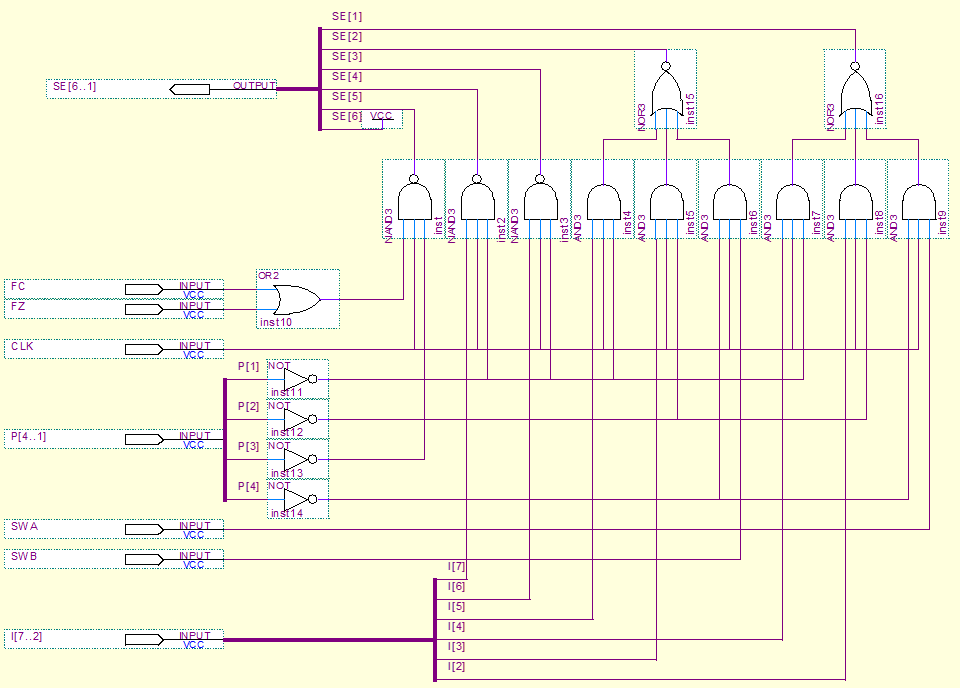 SE[1]
SE[2]
SE[3]
SE[4]
SE[5]
SE[6] VCC
SE[6..1] OUTPUT
NOR3 inst15
NOR3 inst16
NAND3 inst
NAND3 inst2
NAND3 inst3
AND3 inst4
AND3 inst5
AND3 inst6
AND3 inst7
AND3 inst8
AND3 inst9
FC INPUT
VCC
FZ INPUT
VCC
OR2
inst10
CLK INPUT
VCC
P[1] NOT
inst11
P[2] NOT
inst12
P[4..1] INPUT
VCC
P[3] NOT
inst13
P[4] NOT
inst14
SWA INPUT
VCC
SWB INPUT
VCC
I[7]
I[6]
I[5]
I[4]
I[7..2] INPUT
VCC
I[3]
I[2]